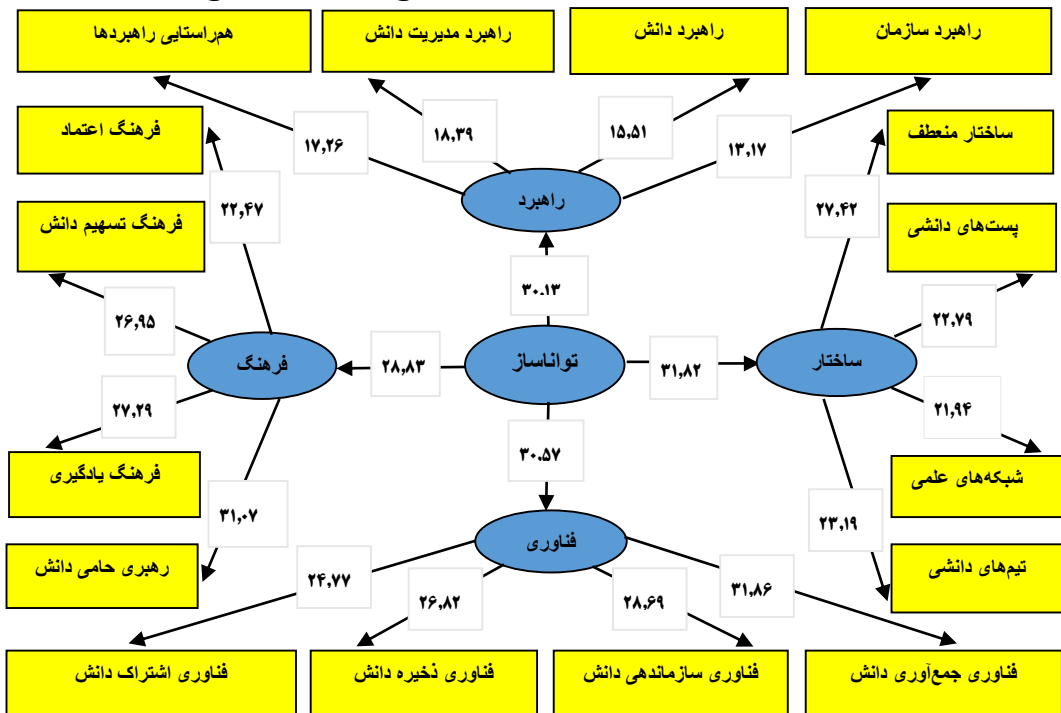 راهبرد سازمان
راهبرد دانش
راهبرد مدیریت دانش
هم‌راستایی راهبردها
ساختار منعطف
فرهنگ اعتماد
۱۳,۱۷
۱۵,۵۱
۱۸,۳۹
۱۷,۲۶
راهبرد
۲۷,۴۲
۲۲,۴۷
پست‌های دانشی
فرهنگ تسهیم دانش
۳۰.۱۳
۲۲,۷۹
۲۶,۹۵
ساختار
۳۱,۸۲
تواناساز
۲۸,۸۳
فرهنگ
۲۱,۹۴
۲۷,۲۹
۳۰.۵۷
شبکه‌های علمی
فرهنگ یادگیری
۲۳,۱۹
۳۱,۰۷
فناوری
تیم‌های دانشی
رهبری حامی دانش
۳۱,۸۶
۲۸,۶۹
۲۶,۸۲
۲۴,۷۷
فناوری جمع‌آوری دانش
فناوری سازماندهی دانش
فناوری ذخیره دانش
فناوری اشتراک دانش